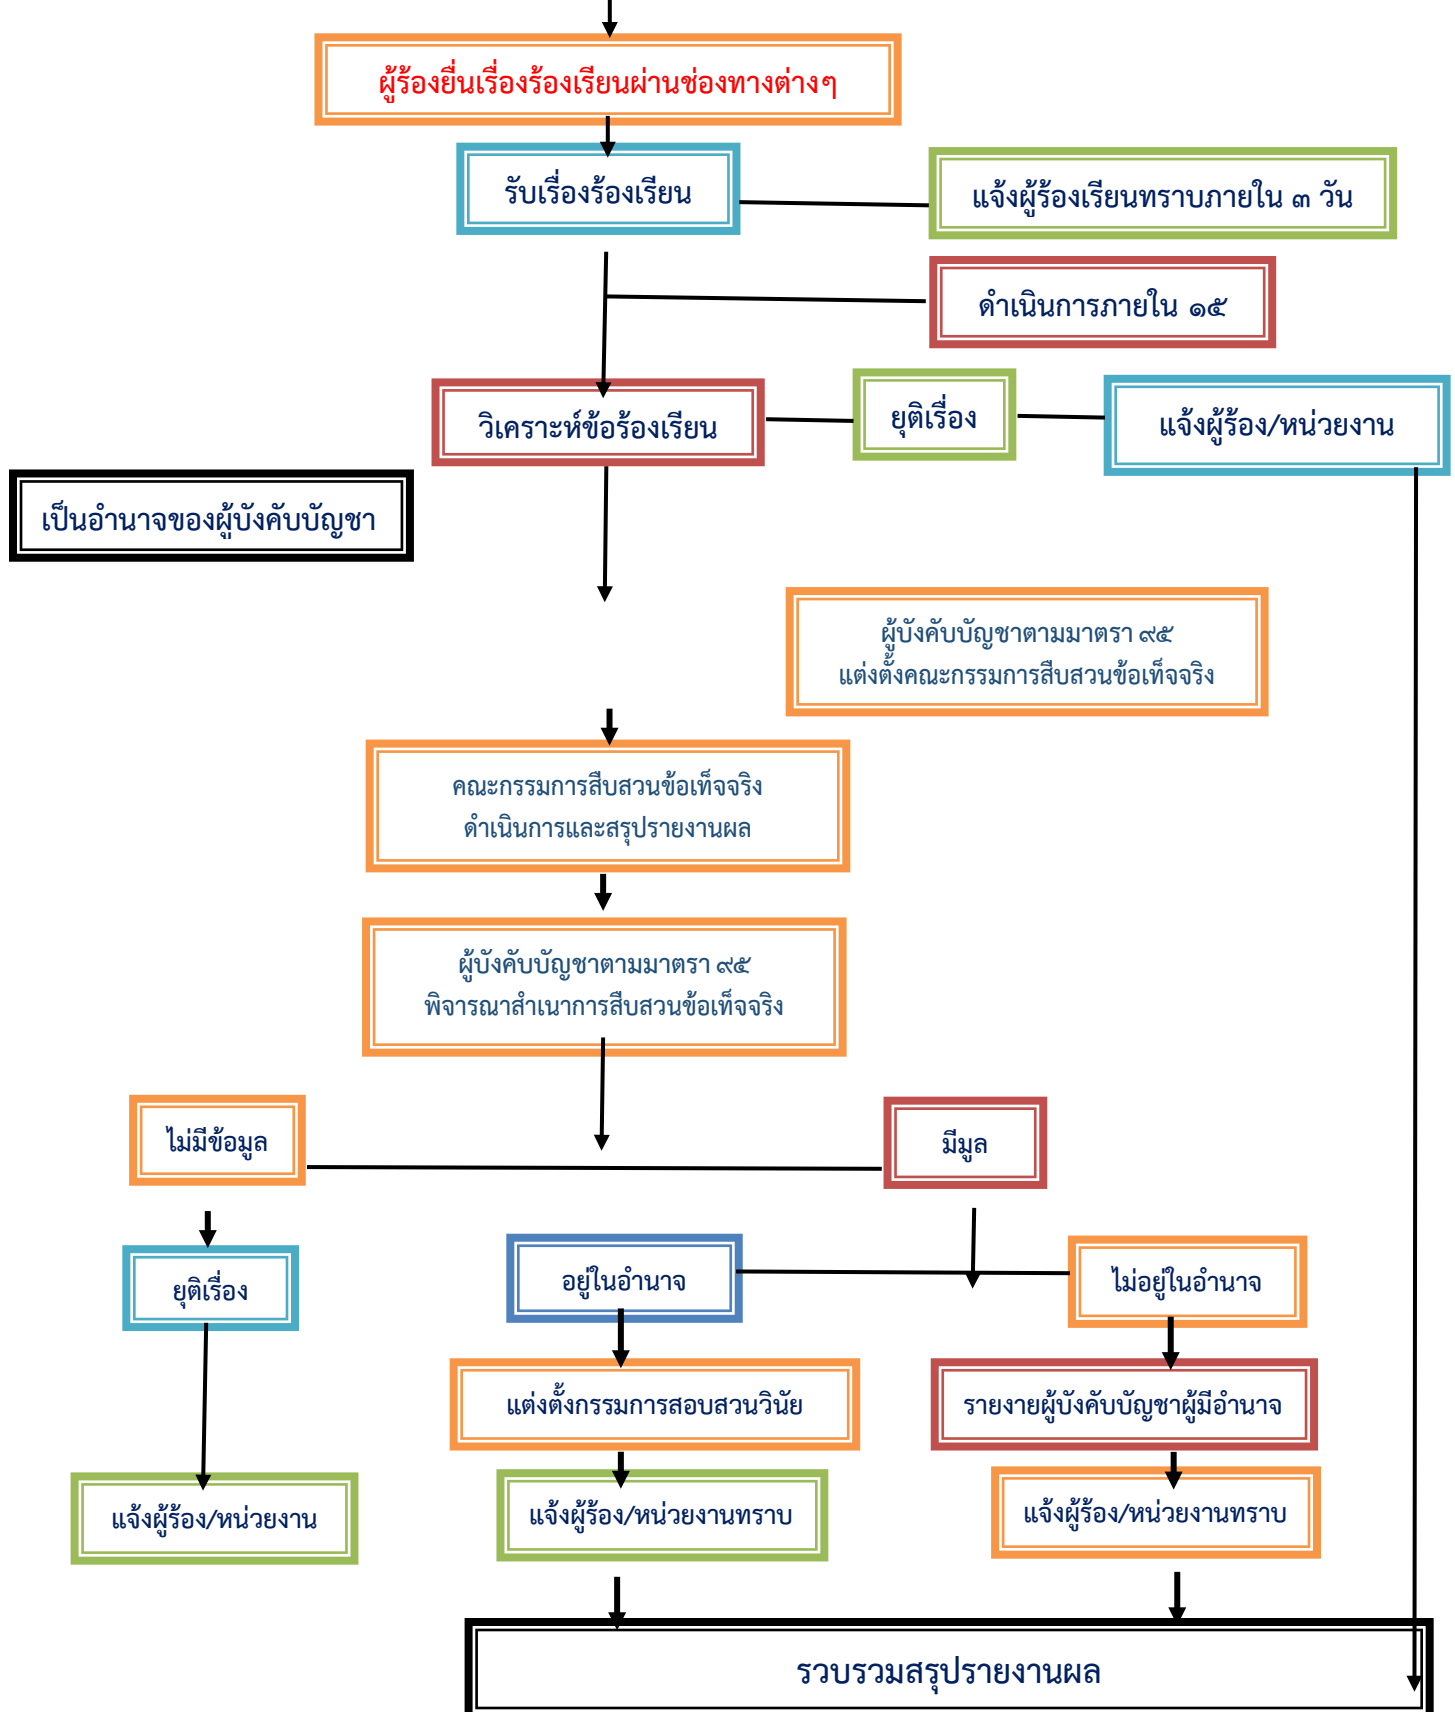 ผู้ร้องยื่นเรื่องร้องเรียนผ่านช่องทางต่างๆ
รับเรื่องร้องเรียน
แจ้งผู้ร้องเรียนทราบภายใน ๓ วัน
ดำเนินการภายใน ๑๕
วิเคราะห์ข้อร้องเรียน
ยุติเรื่อง
แจ้งผู้ร้อง/หน่วยงาน
เป็นอำนาจของผู้บังคับบัญชา
ผู้บังคับบัญชาตามมาตรา ๙๕
แต่งตั้งคณะกรรมการสืบสวนข้อเท็จจริง
คณะกรรมการสืบสวนข้อเท็จจริง
ดำเนินการและสรุปรายงานผล
ผู้บังคับบัญชาตามมาตรา ๙๕
พิจารณาสำเนาการสืบสวนข้อเท็จจริง
ไม่มีข้อมูล
มีมูล
ยุติเรื่อง
อยู่ในอำนาจ
ไม่อยู่ในอำนาจ
แต่งตั้งกรรมการสอบสวนวินัย
รายงายผู้บังคับบัญชาผู้มีอำนาจ
แจ้งผู้ร้อง/หน่วยงาน
แจ้งผู้ร้อง/หน่วยงานทราบ
แจ้งผู้ร้อง/หน่วยงานทราบ
รวบรวมสรุปรายงานผล